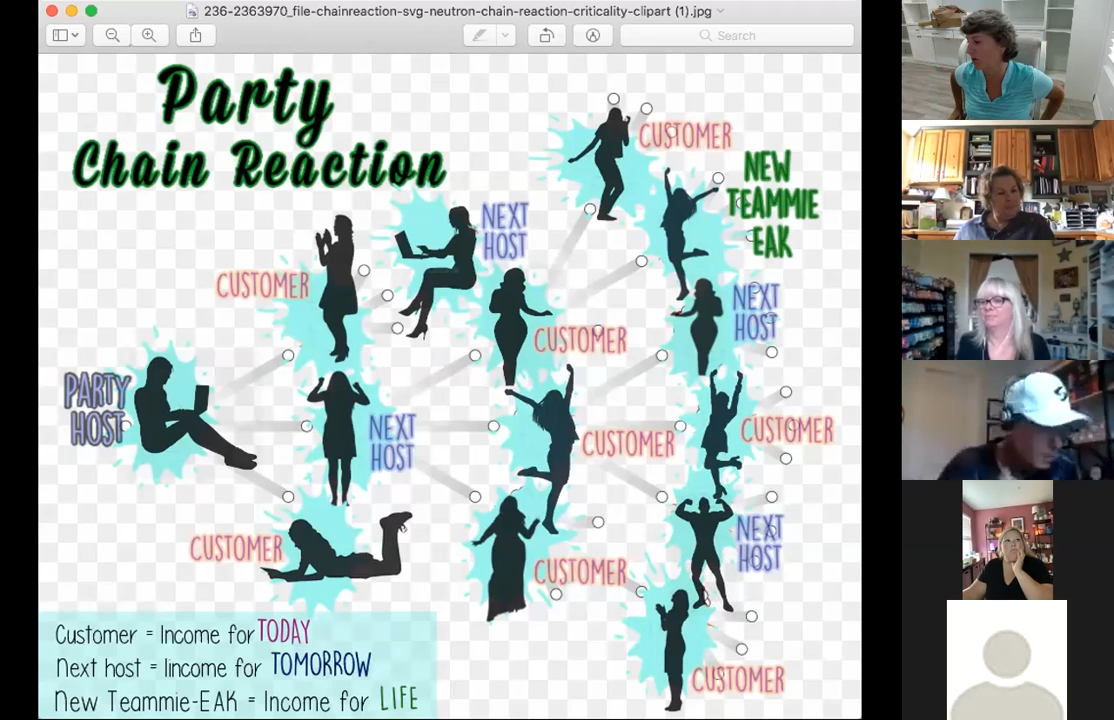 236-2363970_file-chainreaction-svg-neutron-chain-reaction-criticality-clipart (1).jpg
Search
Party
Chain Reaction
CUSTOMER
NEW
TEAMMIE
EAK
NEXT
HOST
CUSTOMER
NEXT
HOST
CUSTOMER
PARTY
HOST
NEXT
HOST
CUSTOMER
CUSTOMER
CUSTOMER
NEXT
HOST
CUSTOMER
CUSTOMER
Customer = Income for TODAY
Next host = Iincome for TOMORROW
New Teammie-EAK = Income for LIFE